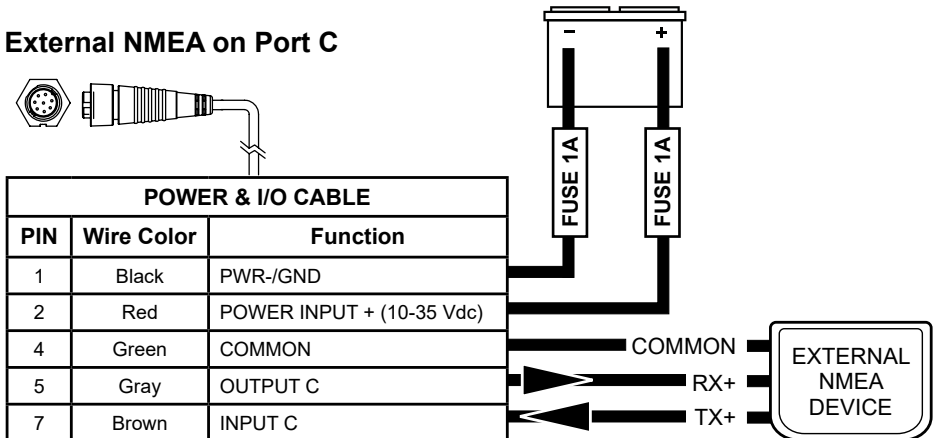 External NMEA on Port C
- +
FUSE 1A
FUSE 1A
POWER & I/O CABLE
PIN Wire Color Function
1 Black PWR-/GND
2 Red POWER INPUT + (10-35 Vdc)
4 Green COMMON
5 Gray OUTPUT C
7 Brown INPUT C
COMMON
RX+
TX+
EXTERNAL
NMEA
DEVICE